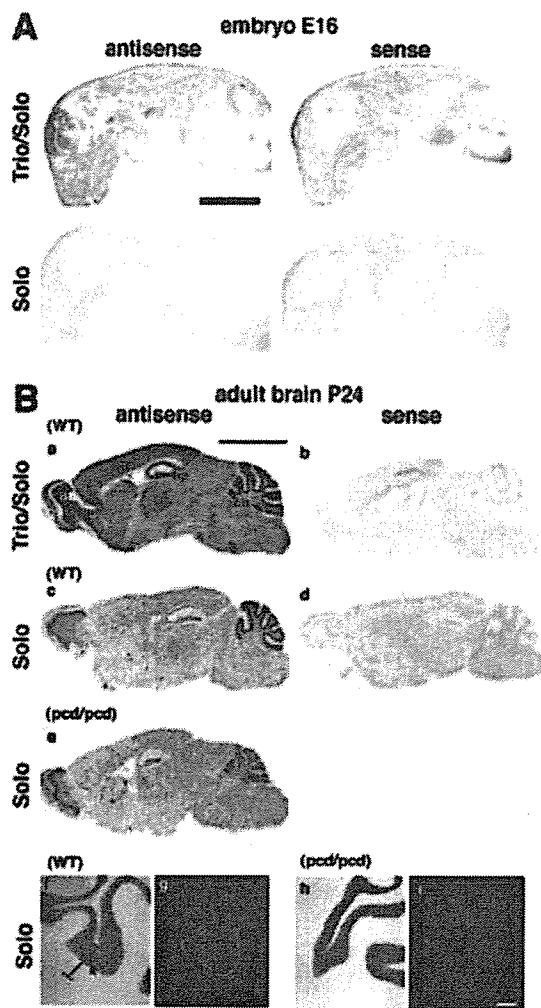 A
embryo E16
antisense sense
Trio/Solo
Solo
B
adult brain P24
antisense sense
(WT)
a b
Trio/Solo
(WT)
c d
Solo
(pcd/pcd)
e
Solo
(WT) (pcd/pcd)
h
Solo